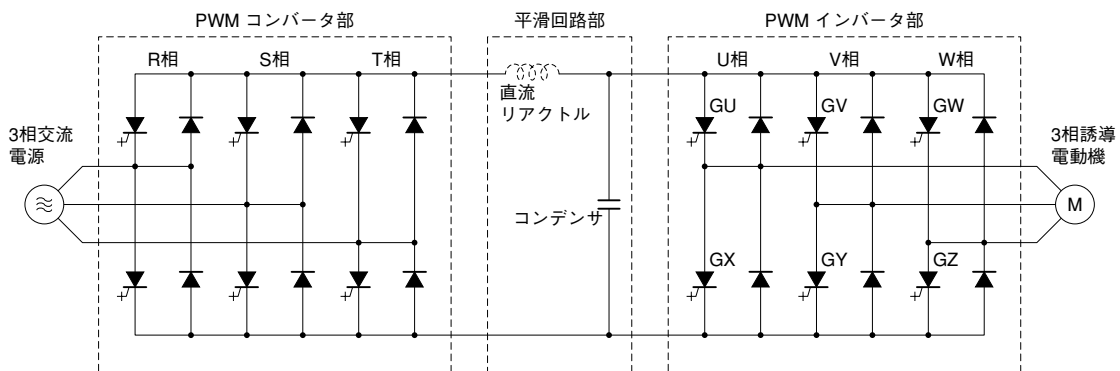 PWM コンバータ部
平滑回路部
PWM インバータ部
R相
S相
T相
U相
V相
W相
直流
リアクトル
GU
GV
GW
3相交流
電源
3相誘導
電動機
M
コンデンサ
GX
GY
GZ